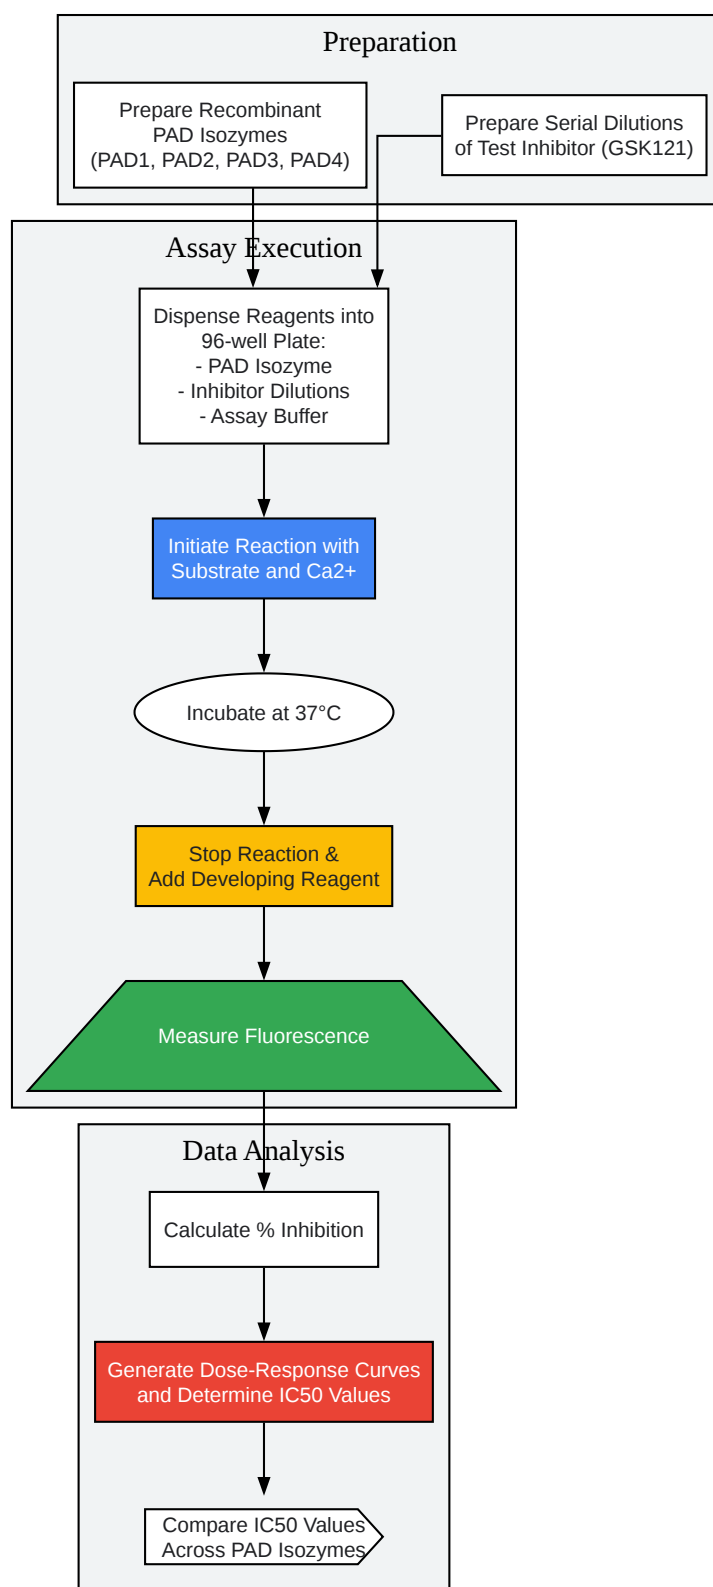 Preparation
Prepare Recombinant
PAD Isozymes
(PAD1, PAD2, PAD3, PAD4)
Prepare Serial Dilutions
of Test Inhibitor (GSK121)
Assay Execution
Dispense Reagents into
96-well Plate:
- PAD Isozyme
- Inhibitor Dilutions
- Assay Buffer
Initiate Reaction with
Substrate and Ca2+
Incubate at 37°C
Stop Reaction &
Add Developing Reagent
Measure Fluorescence
Data Analysis
Calculate % Inhibition
Generate Dose-Response Curves
and Determine IC50 Values
Compare IC50 Values
Across PAD Isozymes